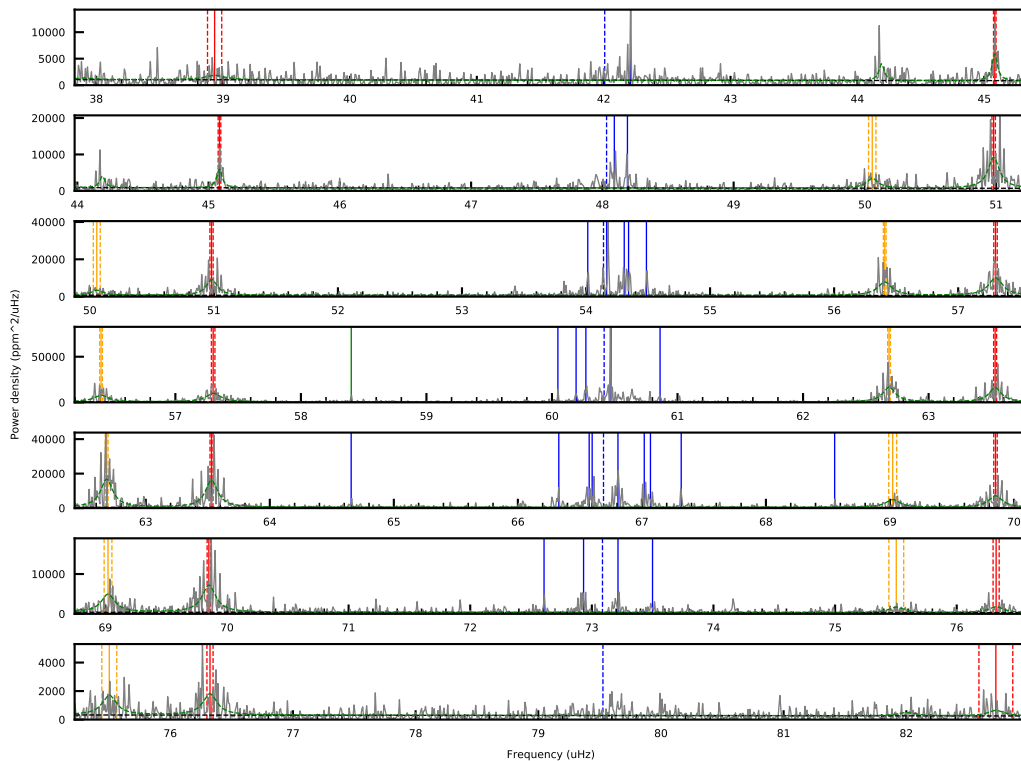 10000
5000
0
38 39 40 41 42 43 44 45
20000
10000
0
44 45 46 47 48 49 50 51
40000
20000
0
50 51 52 53 54 55 56 57
50000
0
57 58 59 60 61 62 63
Power density (ppm^2/uHz)
40000
20000
0
63 64 65 66 67 68 69 70
10000
0
69 70 71 72 73 74 75 76
4000
2000
0
76 77 78 79 80 81 82
Frequency (uHz)